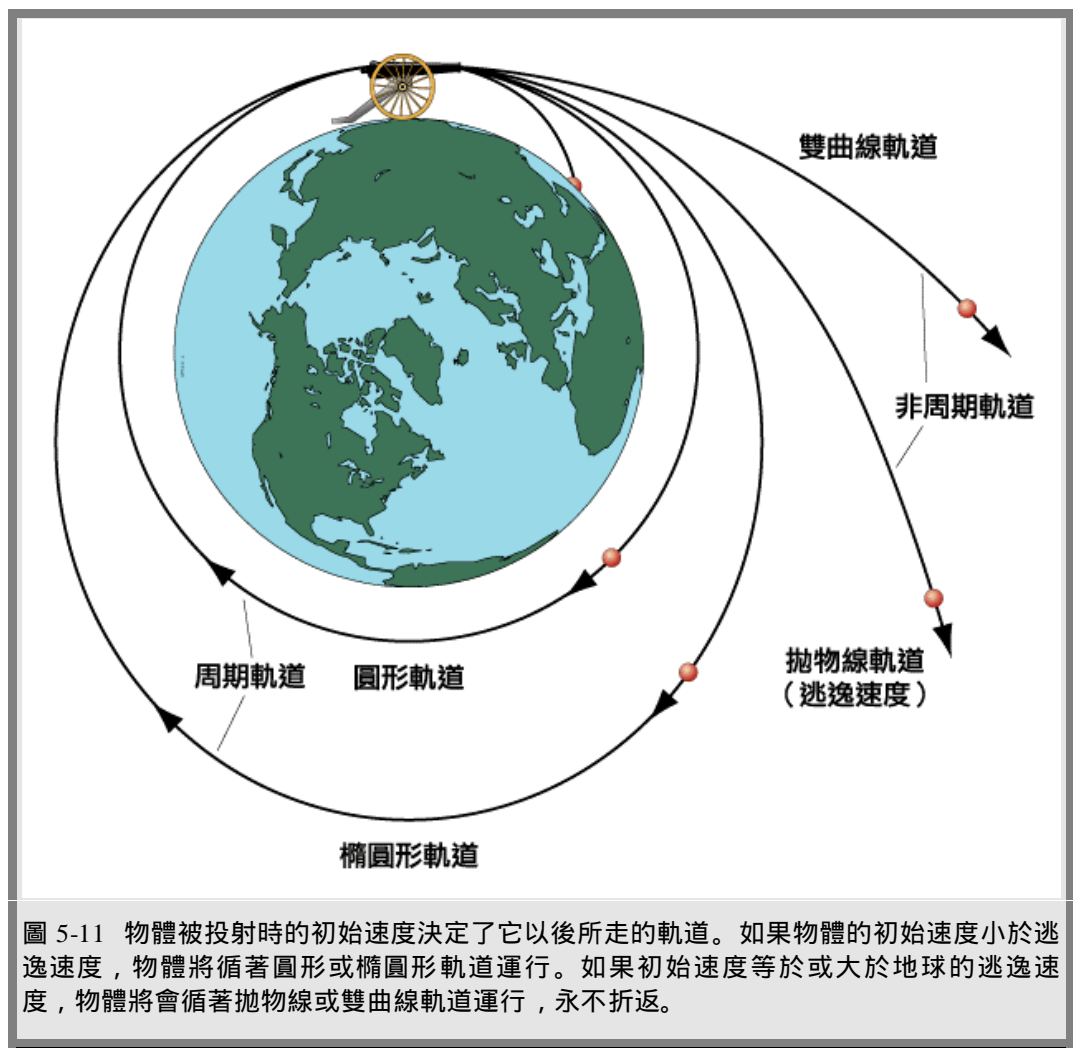 雙曲線軌道
非周期軌道
拋物線軌道
（逃逸速度）
周期軌道
圓形軌道
橢圓形軌道
圖 5-11 物體被投射時的初始速度決定了它以後所走的軌道。如果物體的初始速度小於逃
逸速度，物體將循著圓形或橢圓形軌道運行。如果初始速度等於或大於地球的逃逸速
度，物體將會循著拋物線或雙曲線軌道運行，永不折返。